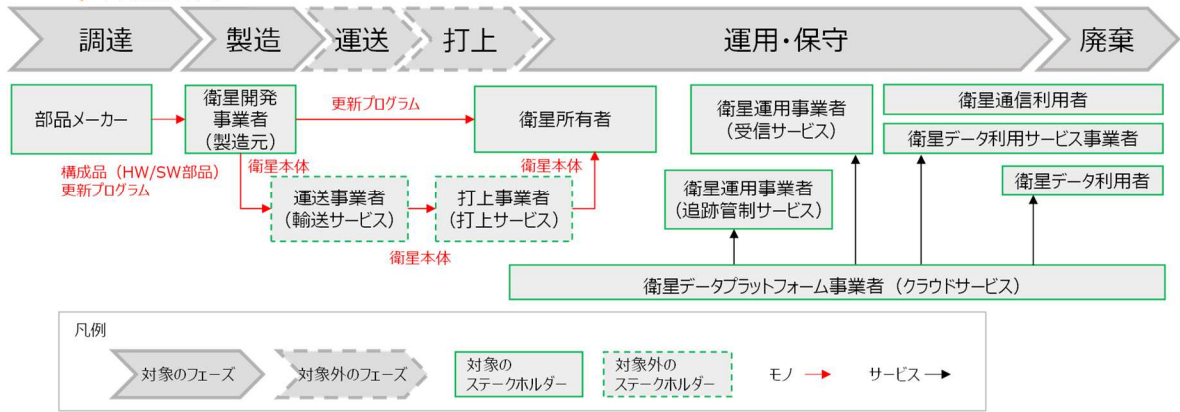 調達
製造
運送
打上
運用・保守
廃棄
部品メーカー
衛星開発
事業者
(製造元)
更新プログラム
衛星所有者
構成品(HW/SW部品)
更新プログラム
衛星本体
運送事業者
(輸送サービス)
衛星本体
打上事業者
(打上サービス)
衛星本体
衛星運用事業者
(受信サービス)
衛星運用事業者
(追跡管制サービス)
衛星通信利用者
衛星データ利用サービス事業者
衛星データ利用者
衛星データプラットフォーム事業者(クラウドサービス)
凡例
対象のフェーズ
対象外のフェーズ
対象の
ステークホルダー
対象外の
ステークホルダー
モノ
サービス